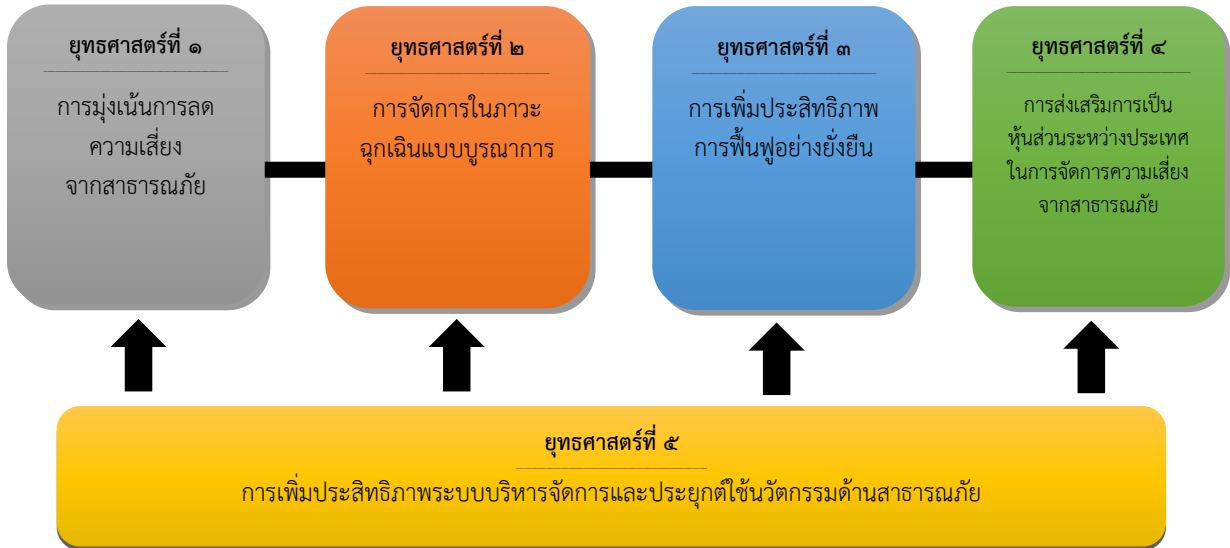 ยุทธศาสตร์ที่ ๑
การมุ่งเน้นการลด
ความเสี่ยง
จากสาธารณภัย
ยุทธศาสตร์ที่ ๒
การจัดการในภาวะ
ฉุกเฉินแบบบูรณาการ
ยุทธศาสตร์ที่ ๓
การเพิ่มประสิทธิภาพ
การฟื้นฟูอย่างยั่งยืน
ยุทธศาสตร์ที่ ๔
การส่งเสริมการเป็น
หุ้นส่วนระหว่างประเทศ
ในการจัดการความเสี่ยง
จากสาธารณภัย
ยุทธศาสตร์ที่ ๕
การเพิ่มประสิทธิภาพระบบบริหารจัดการและประยุกต์ใช้นวัตกรรมด้านสาธารณภัย